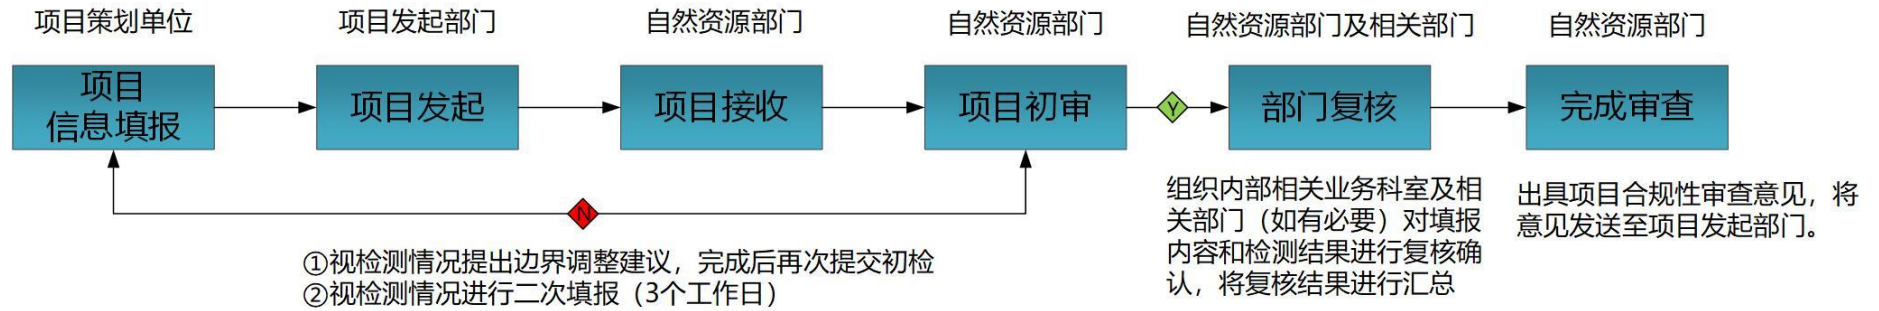 项目策划单位
项目发起部门
自然资源部门
自然资源部门
自然资源部门及相关部门
自然资源部门
项目
信息填报
项目发起
项目接收
项目初审
Y
部门复核
完成审查
N
①视检测情况提出边界调整建议，完成后再次提交初检
②视检测情况进行二次填报（3个工作日）
组织内部相关业务科室及相
关部门（如有必要）对填报
内容和检测结果进行复核确
认，将复核结果进行汇总
出具项目合规性审查意见，将
意见发送至项目发起部门。